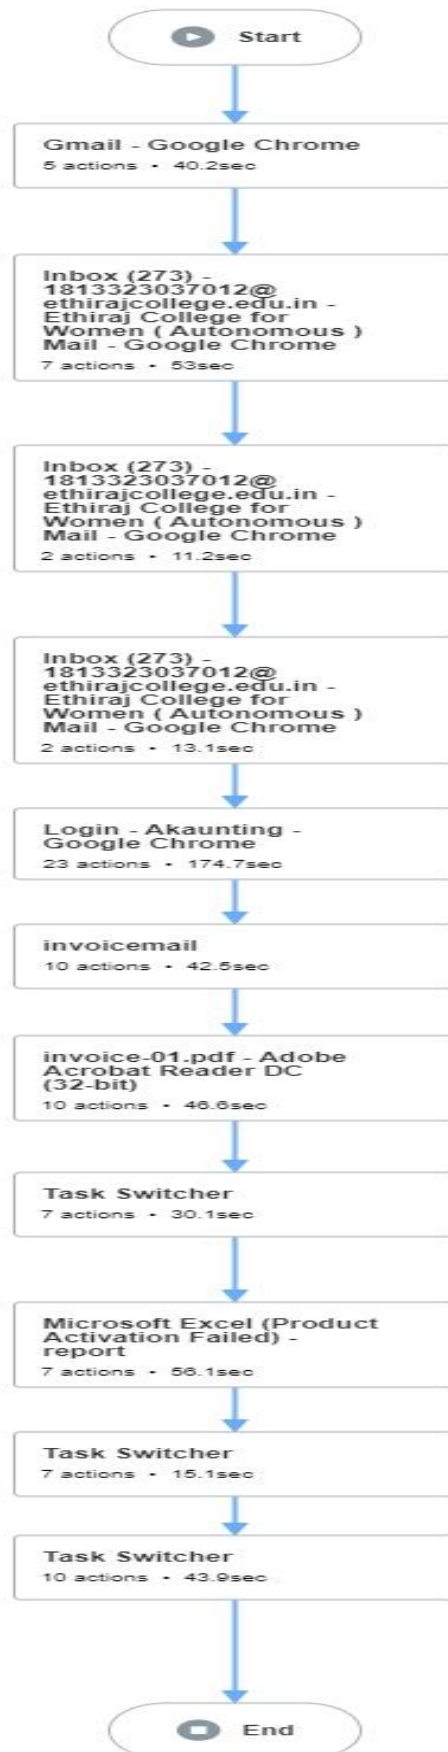 Start
Gmail - Google Chrome
5 actions • 40.2sec
Inbox (273) -
1813323037012@
ethirajcollege.edu.in -
Ethiraj College for
Women ( Autonomous )
Mail - Google Chrome
7 actions • 53sec
Inbox (273) -
1813323037012@
ethirajcollege.edu.in -
Ethiraj College for
Women ( Autonomous )
Mail - Google Chrome
2 actions • 11.2sec
Inbox (273) -
1813323037012@
ethirajcollege.edu.in -
Ethiraj College for
Women ( Autonomous )
Mail - Google Chrome
2 actions • 13.1sec
Login - Akaunting -
Google Chrome
23 actions • 174.7sec
invoicemail
10 actions • 42.5sec
invoice-01.pdf - Adobe
Acrobat Reader DC
(32-bit)
10 actions • 46.6sec
Task Switcher
7 actions • 30.1sec
Microsoft Excel (Product
Activation Failed) -
report
7 actions • 56.1sec
Task Switcher
7 actions • 15.1sec
Task Switcher
10 actions • 43.9sec
End